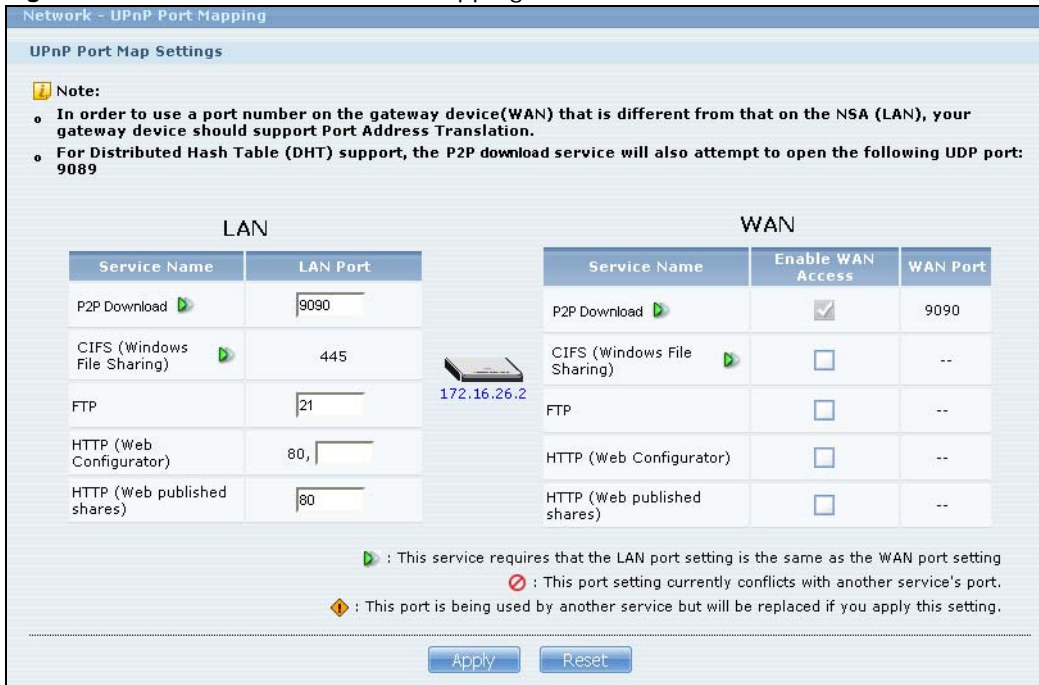 Network - UPnP Port Mapping
UPnP Port Map Settings
Note:
In order to use a port number on the gateway device(WAN) that is different from that on the NSA (LAN), your
gateway device should support Port Address Translation.
For Distributed Hash Table (DHT) support, the P2P download service will also attempt to open the following UDP port:
9089
LAN
Service Name LAN Port
P2P Download 9090
CIFS (Windows
File Sharing) 445
FTP 21
HTTP (Web
Configurator) 80,
HTTP (Web published
shares) 80
172.16.26.2
WAN
Service Name Enable WAN
Access WAN Port
P2P Download 9090
CIFS (Windows File
Sharing) --
FTP --
HTTP (Web Configurator) --
HTTP (Web published
shares) --
: This service requires that the LAN port setting is the same as the WAN port setting
: This port setting currently conflicts with another service's port.
: This port is being used by another service but will be replaced if you apply this setting.
Apply Reset